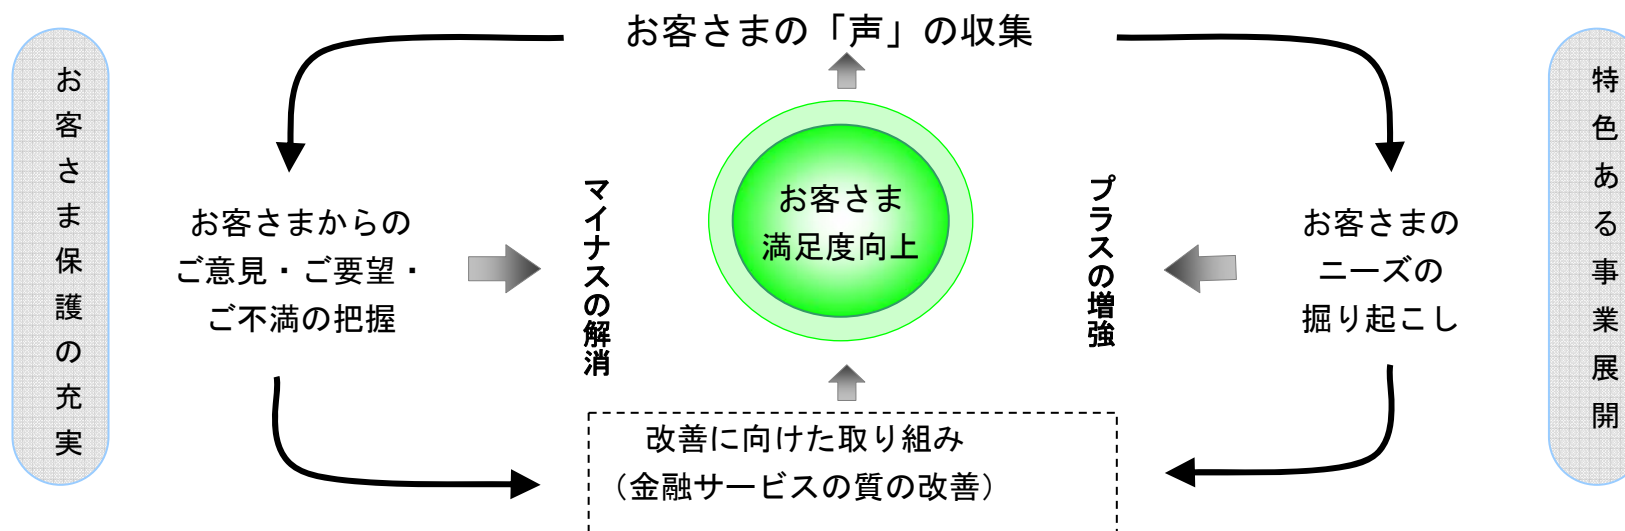 お客さまの「声」の収集
お客さま保護の充実
お客さまからの
ご意見・ご要望・
ご不満の把握
マイナスの解消
お客さま
満足度向上
プラスの増強
お客さまの
ニーズの
掘り起こし
特色ある事業展開
改善に向けた取り組み
（金融サービスの質の改善）